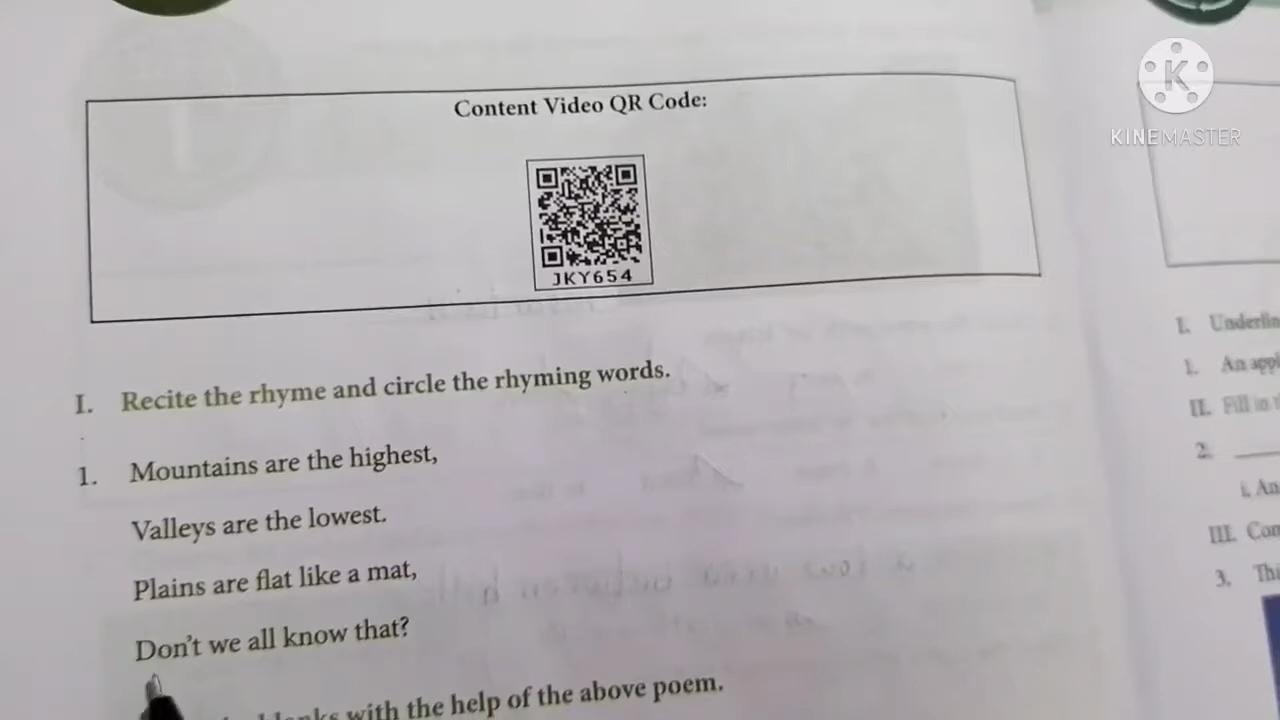 Content Video QR Code:
KINEMASTER
JKY654
I. Recite the rhyme and circle the rhyming words.
1. Mountains are the highest,
Valleys are the lowest.
Plains are flat like a mat,
Don't we all know that?
with the help of the above poem.
I. Underlin
1. An appl
II. Fill in t
2.
i. An
III. Con
3. Thi